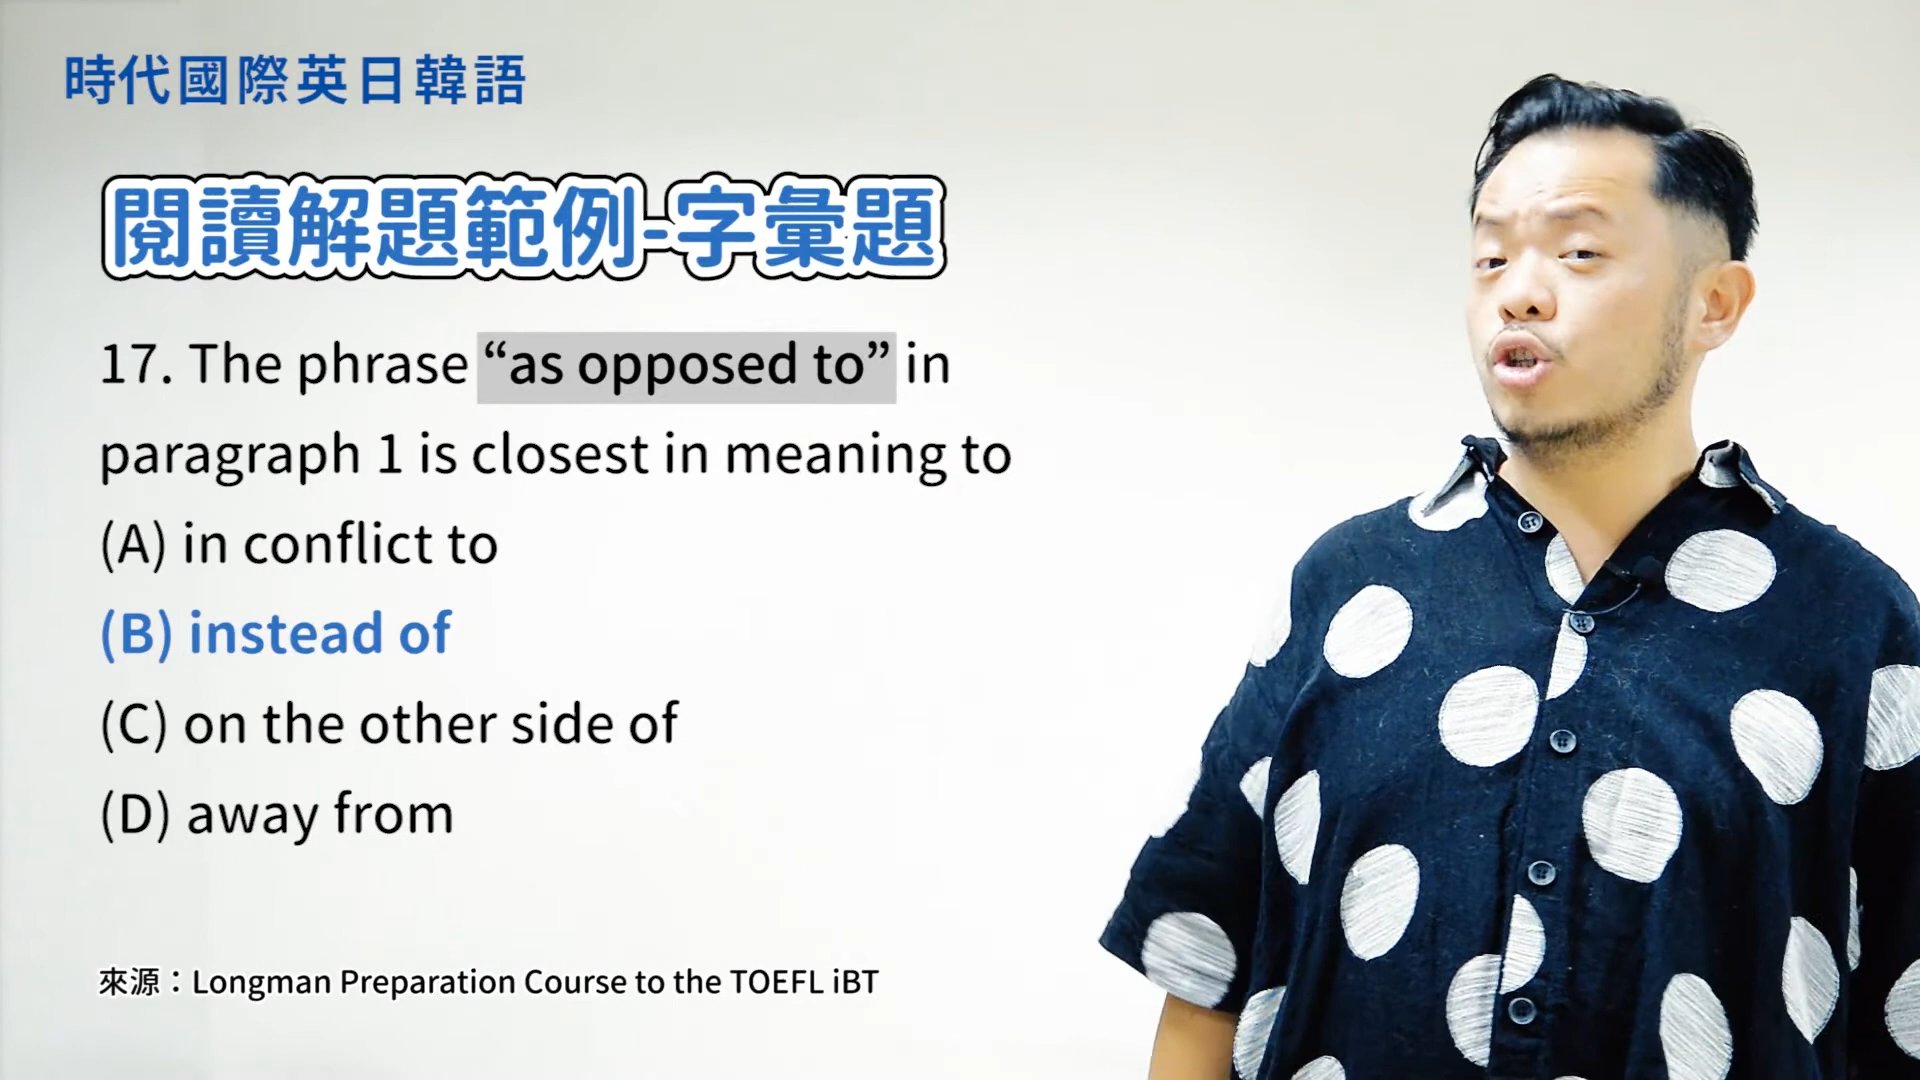 時代國際英日韓語
閱讀解題範例-字彙題
17. The phrase “as opposed to” in
paragraph 1 is closest in meaning to
(A) in conflict to
(B) instead of
(C) on the other side of
(D) away from
來源：Longman Preparation Course to the TOEFL iBT